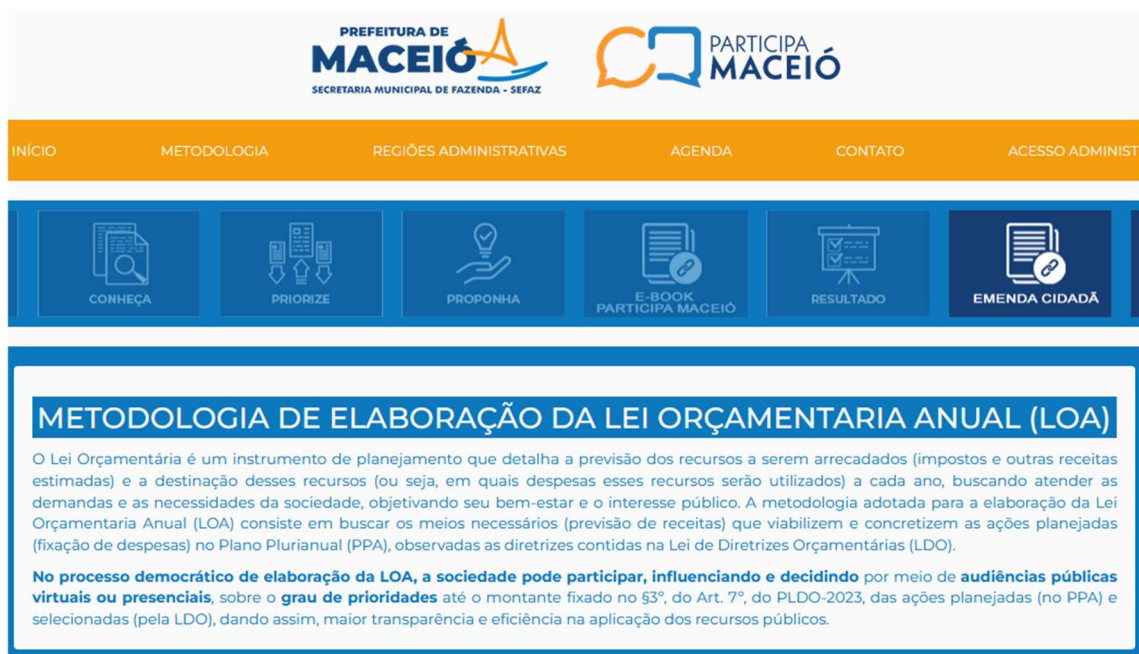 PREFEITURA DE
MACEIÓ
SECRETARIA MUNICIPAL DE FAZENDA - SEFAZ
PARTICIPA
MACEIÓ
INÍCIO METODOLOGIA REGIÕES ADMINISTRATIVAS AGENDA CONTATO ACESSO ADMINIST
CONHEÇA
PRIORIZE
PROPONHA
E-BOOK
PARTICIPA MACEIÓ
RESULTADO
EMENDA CIDADÃ
METODOLOGIA DE ELABORAÇÃO DA LEI ORÇAMENTARIA ANUAL (LOA)
O Lei Orçamentária é um instrumento de planejamento que detalha a previsão dos recursos a serem arrecadados (impostos e outras receitas
estimadas) e a destinação desses recursos (ou seja, em quais despesas esses recursos serão utilizados) a cada ano, buscando atender as
demandas e as necessidades da sociedade, objetivando seu bem-estar e o interesse público. A metodologia adotada para a elaboração da Lei
Orçamentaria Anual (LOA) consiste em buscar os meios necessários (previsão de receitas) que viabilizem e concretizem as ações planejadas
(fixação de despesas) no Plano Plurianual (PPA), observadas as diretrizes contidas na Lei de Diretrizes Orçamentárias (LDO).
No processo democrático de elaboração da LOA, a sociedade pode participar, influenciando e decidindo por meio de audiências públicas
virtuais ou presenciais, sobre o grau de prioridades até o montante fixado no §3º, do Art. 7º, do PLDO-2023, das ações planejadas (no PPA) e
selecionadas (pela LDO), dando assim, maior transparência e eficiência na aplicação dos recursos públicos.